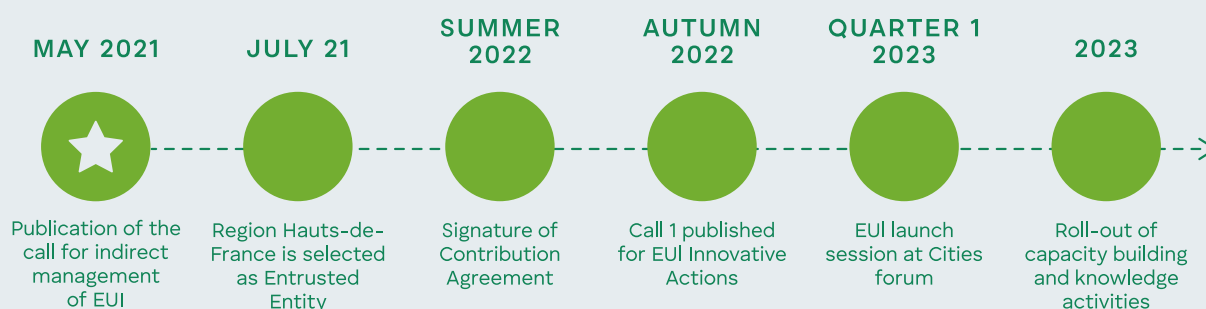 MAY 2021
Publication of the
call for indirect
management
of EUI
JULY 21
Region Hauts-de-
France is selected
as Entrusted
Entity
SUMMER
2022
Signature of
Contribution
Agreement
AUTUMN
2022
Call 1 published
for EUI Innovative
Actions
QUARTER 1
2023
EUI launch
session at Cities
forum
2023
Roll-out of
capacity building
and knowledge
activities